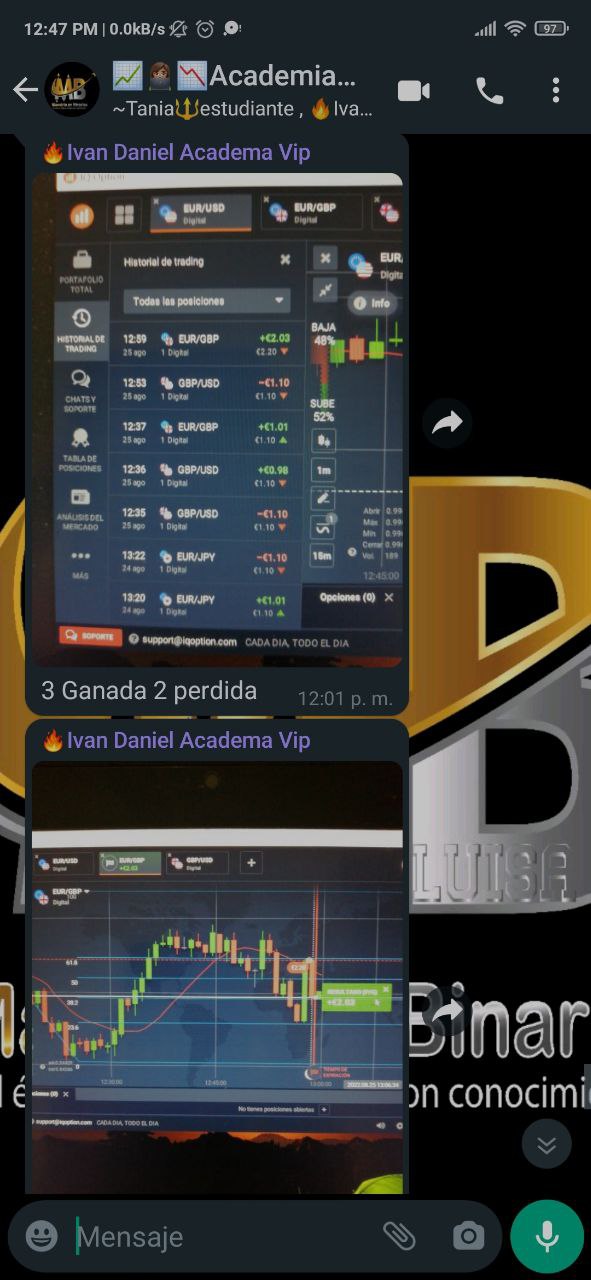 12:47 PM | 0.0kB/s
97
MB
Academia...
~Tania🔱estudiante , 🔥Iva...
🔥Ivan Daniel Academa Vip
IQ Option
EUR/USD
Digital
EUR/GBP
Digital
PORTAFOLIO
TOTAL
HISTORIAL DE
TRADING
CHATS Y
SOPORTE
TABLA DE
POSICIONES
ANÁLISIS DEL
MERCADO
MÁS
Historial de trading
Todas las posiciones
12:59 EUR/GBP +€2.03
25 ago 1 Digital €2.20
12:53 GBP/USD -€1.10
25 ago 1 Digital €1.10
12:37 EUR/GBP +€1.01
25 ago 1 Digital €1.10
12:36 GBP/USD +€0.98
25 ago 1 Digital €1.10
12:35 GBP/USD -€1.10
25 ago 1 Digital €1.10
13:22 EUR/JPY -€1.10
24 ago 1 Digital €1.10
13:20 EUR/JPY +€1.01
24 ago 1 Digital €1.10
EUR
Digita
Info
BAJA
48%
SUBE
52%
1m
1
15m
Abrir 0.99
Máx. 0.99
Mín. 0.99
Cerrar 0.99
Vol. 189
12:45:00
Opciones (0)
SOPORTE
support@iqoption.com CADA DIA, TODO EL DIA
3 Ganada 2 perdida
12:01 p. m.
🔥Ivan Daniel Academa Vip
EUR/USD
Digital
EUR/GBP
+€2.03
GBP/USD
Digital
EUR/GBP
Digital
100
61.8
50
38.2
23.6
0
€2.20
RESULTADO (P/G)
+€2.03
TIEMPO DE
EXPIRACIÓN
12:30:00
12:45:00
13:00:00
2022.08.25 13:06:34
ciones (0)
No tienes posiciones abiertas
support@iqoption.com CADA DIA, TODO EL DIA
LUISA
Ma
Binar
l é
on conocimi
Mensaje